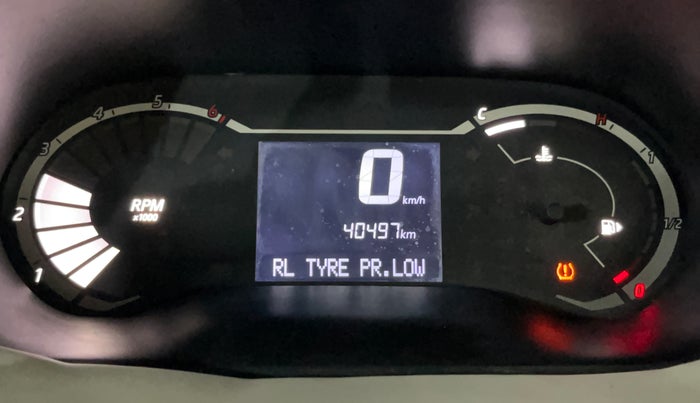 1
2
3
4
5
6
RPM
x1000
0 km/h
40497km
RL TYRE PR.LOW
C
H
1
1/2
0